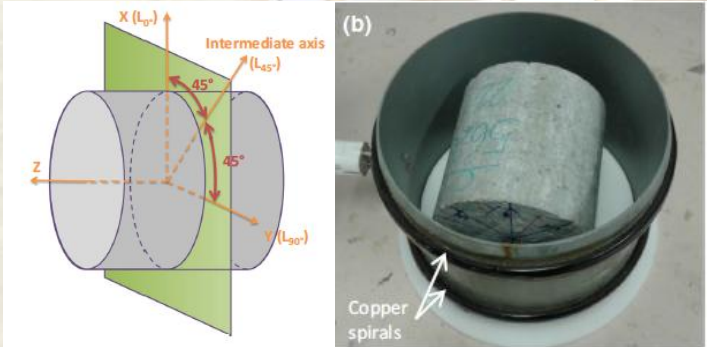 X (L0°)
Intermediate axis
(L45°)
45°
45°
Z
Y (L90°)
(b)
Copper
spirals